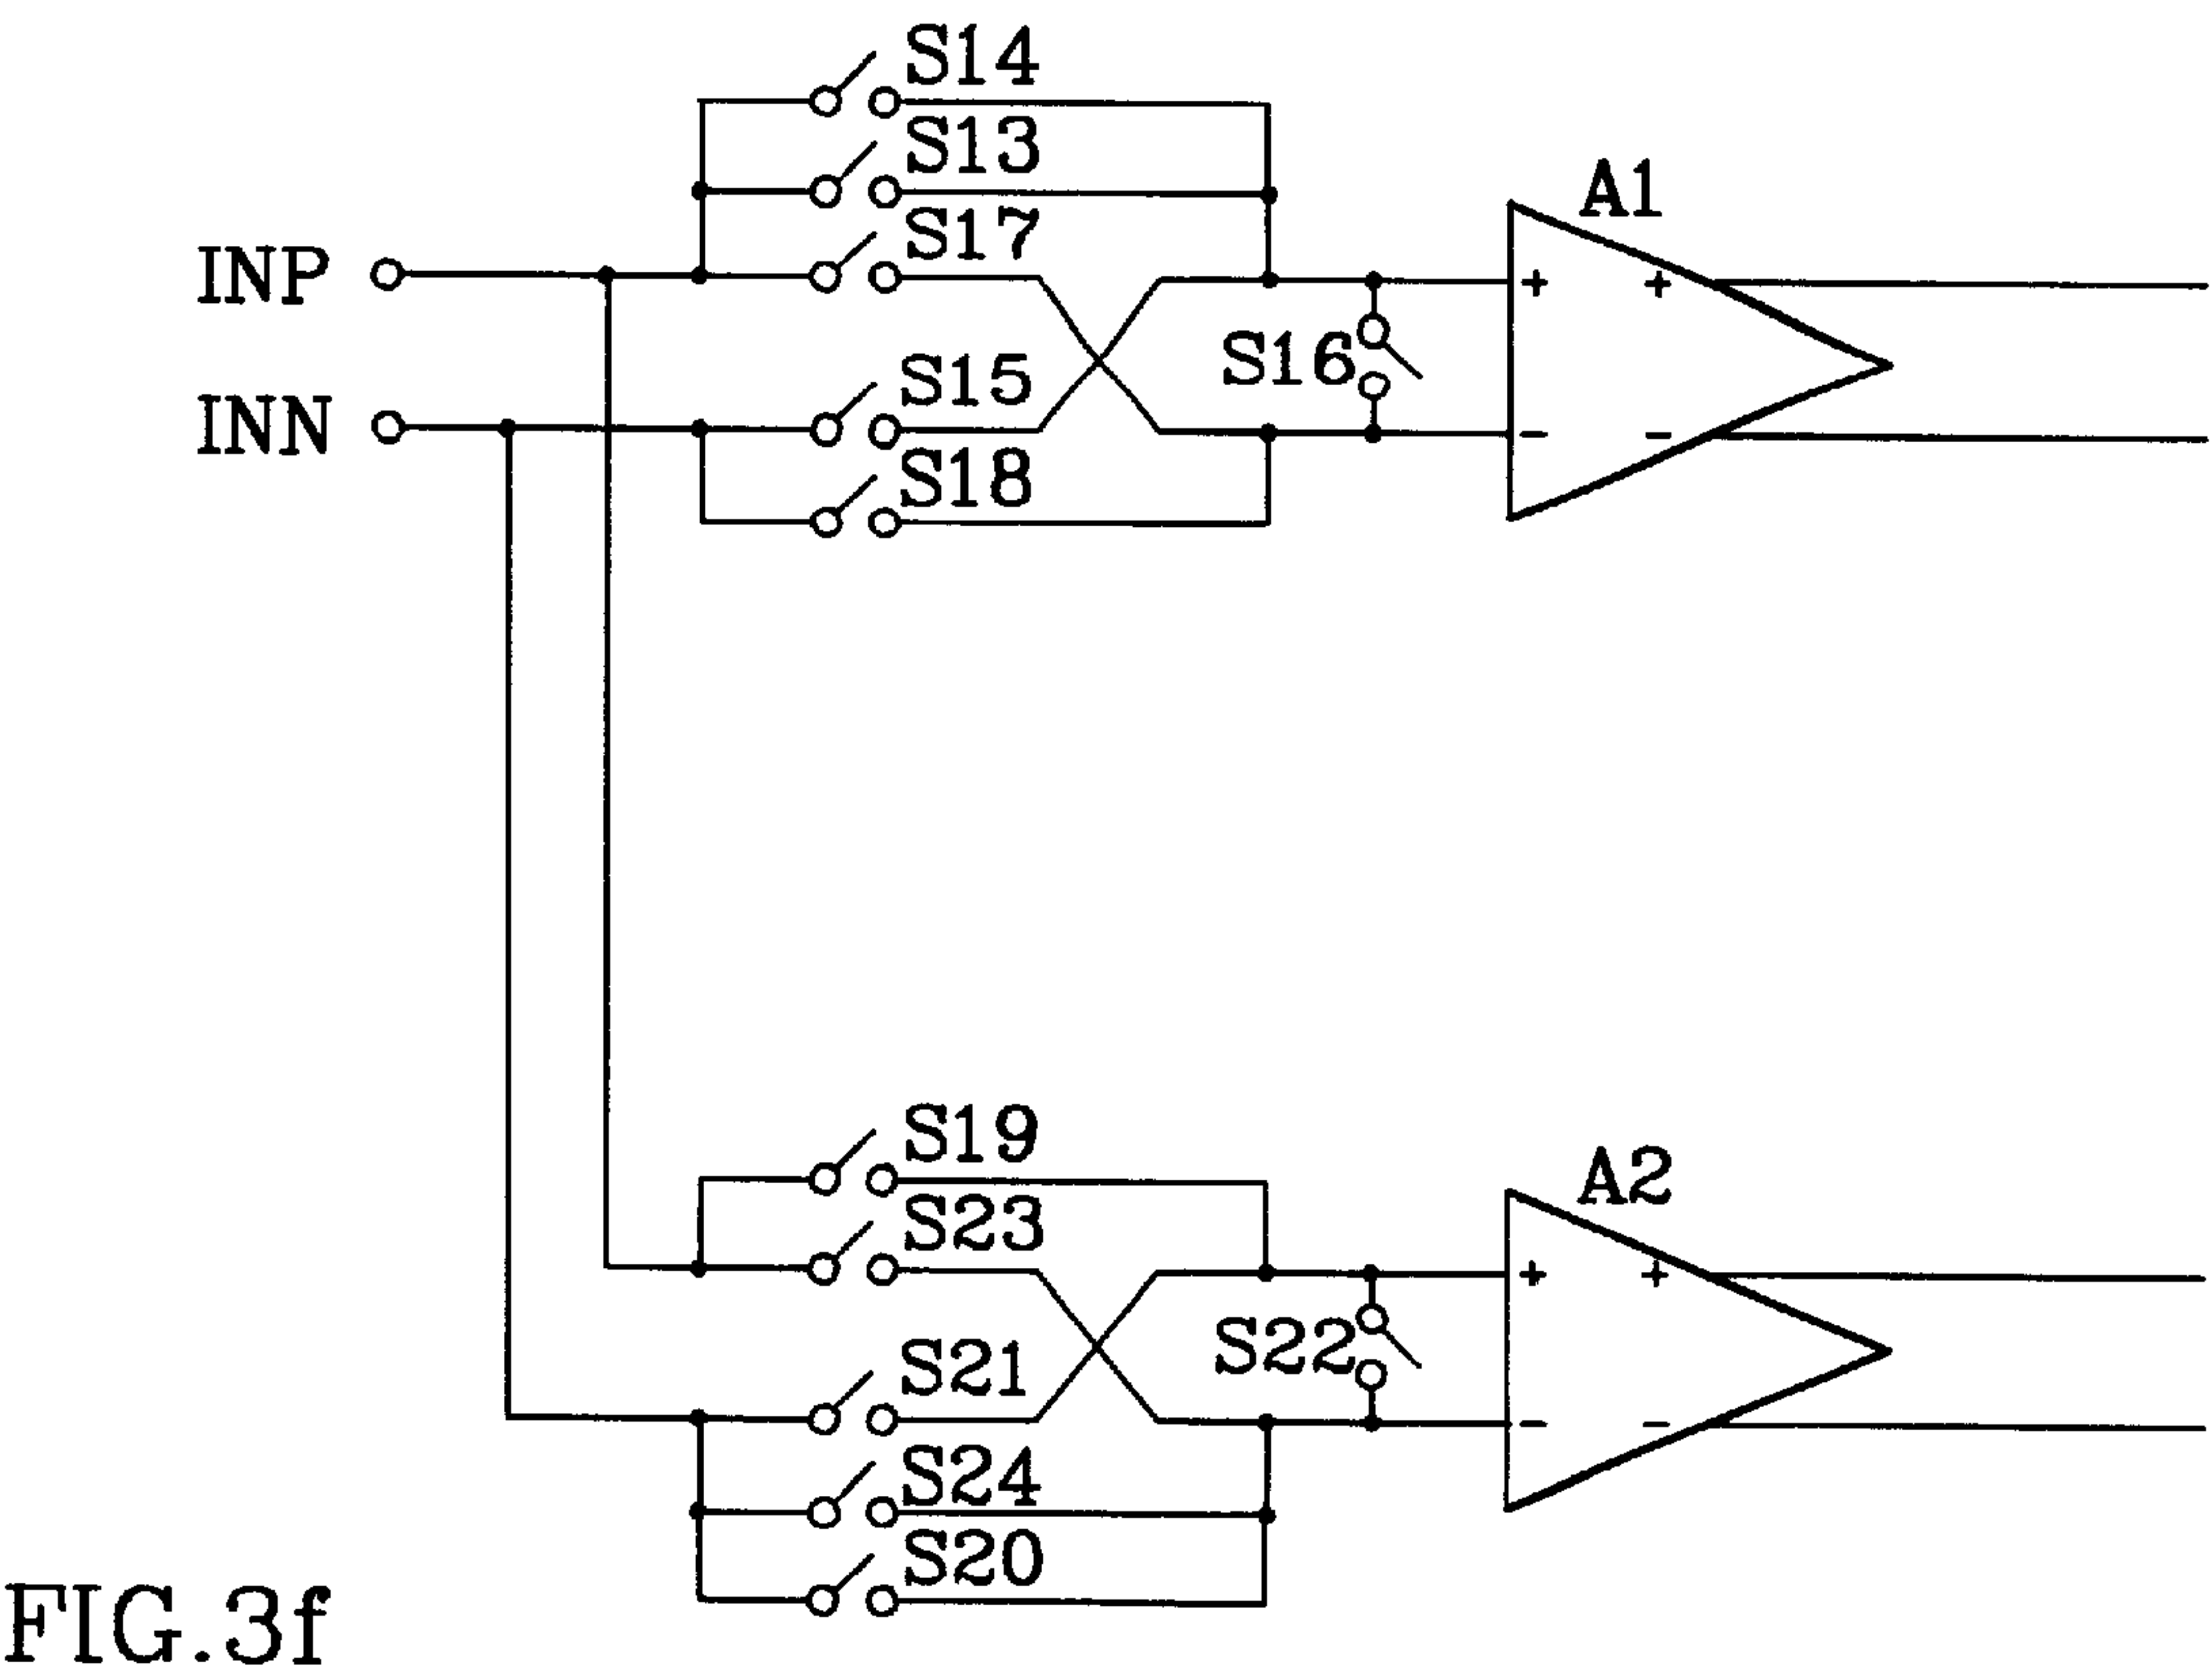 S14
S13
A1
S17
INP
+ +
S16
S15
INN
- -
S18
S19
A2
S23
+ +
S22
S21
- -
S24
S20
FIG.3f